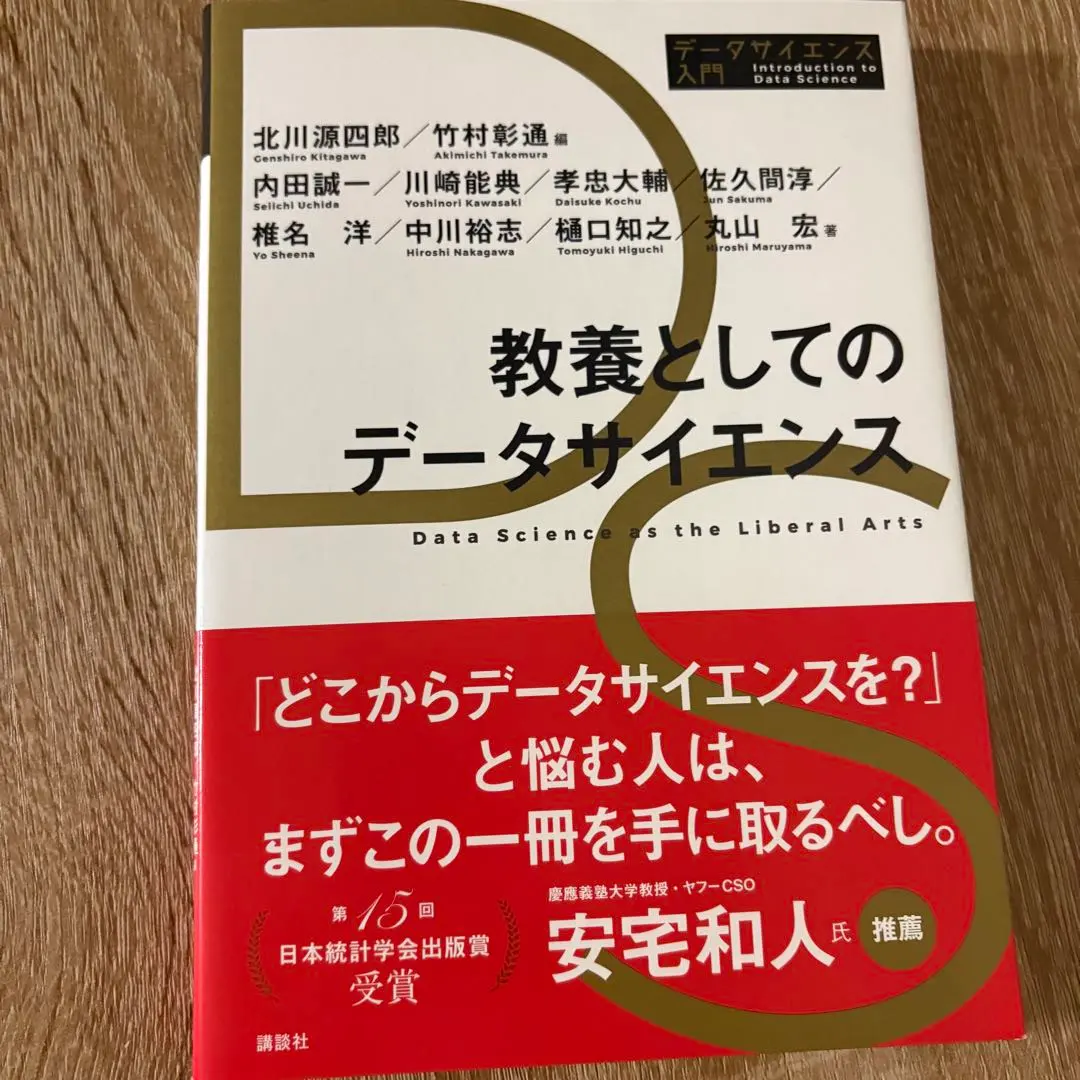 データサイエンス
入門 Introduction to
Data Science
北川源四郎／竹村彰通 編
Genshiro Kitagawa Akimichi Takemura
内田誠一／川崎能典／孝忠大輔／佐久間淳／
Seiichi Uchida Yoshinori Kawasaki Daisuke Kochu Jun Sakuma
椎名 洋／中川裕志／樋口知之／丸山 宏 著
Yo Sheena Hiroshi Nakagawa Tomoyuki Higuchi Hiroshi Maruyama
教養としての
データサイエンス
Data Science as the Liberal Arts
「どこからデータサイエンスを?」
と悩む人は、
まずこの一冊を手に取るべし。
慶應義塾大学教授・ヤフーCSO
安宅和人氏 推薦
第15回
日本統計学会出版賞
受賞
講談社